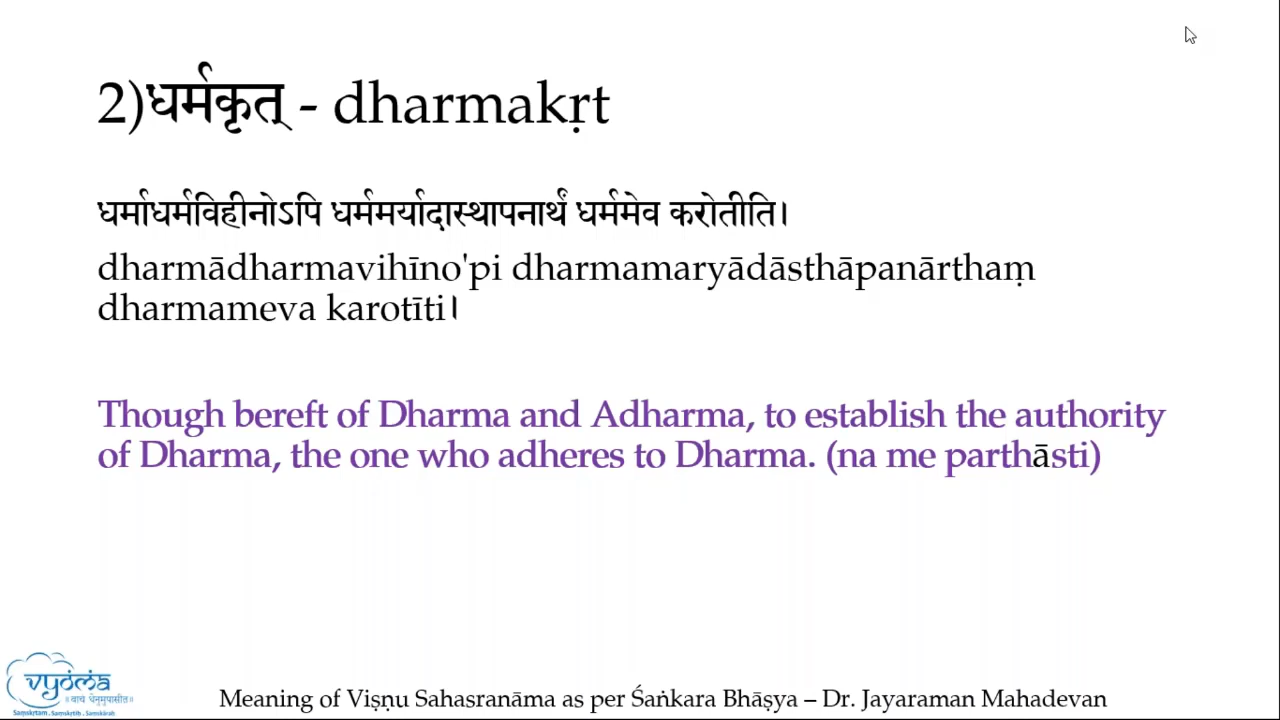 2)धर्मकृत् - dharmakṛt
धर्माधर्मविहीनोऽपि धर्ममर्यादास्थापनार्थं धर्ममेव करोतीति।
dharmādharmavihīno'pi dharmamaryādāsthāpanārthaṃ
dharmameva karotīti।
Though bereft of Dharma and Adharma, to establish the authority
of Dharma, the one who adheres to Dharma. (na me parthāsti)
vyoma
॥ वाचं धेनुमुपासीत॥
Saṃskṛtam . Saṃskṛtiḥ . Saṃskāraḥ
Meaning of Viṣṇu Sahasranāma as per Śaṅkara Bhāṣya – Dr. Jayaraman Mahadevan